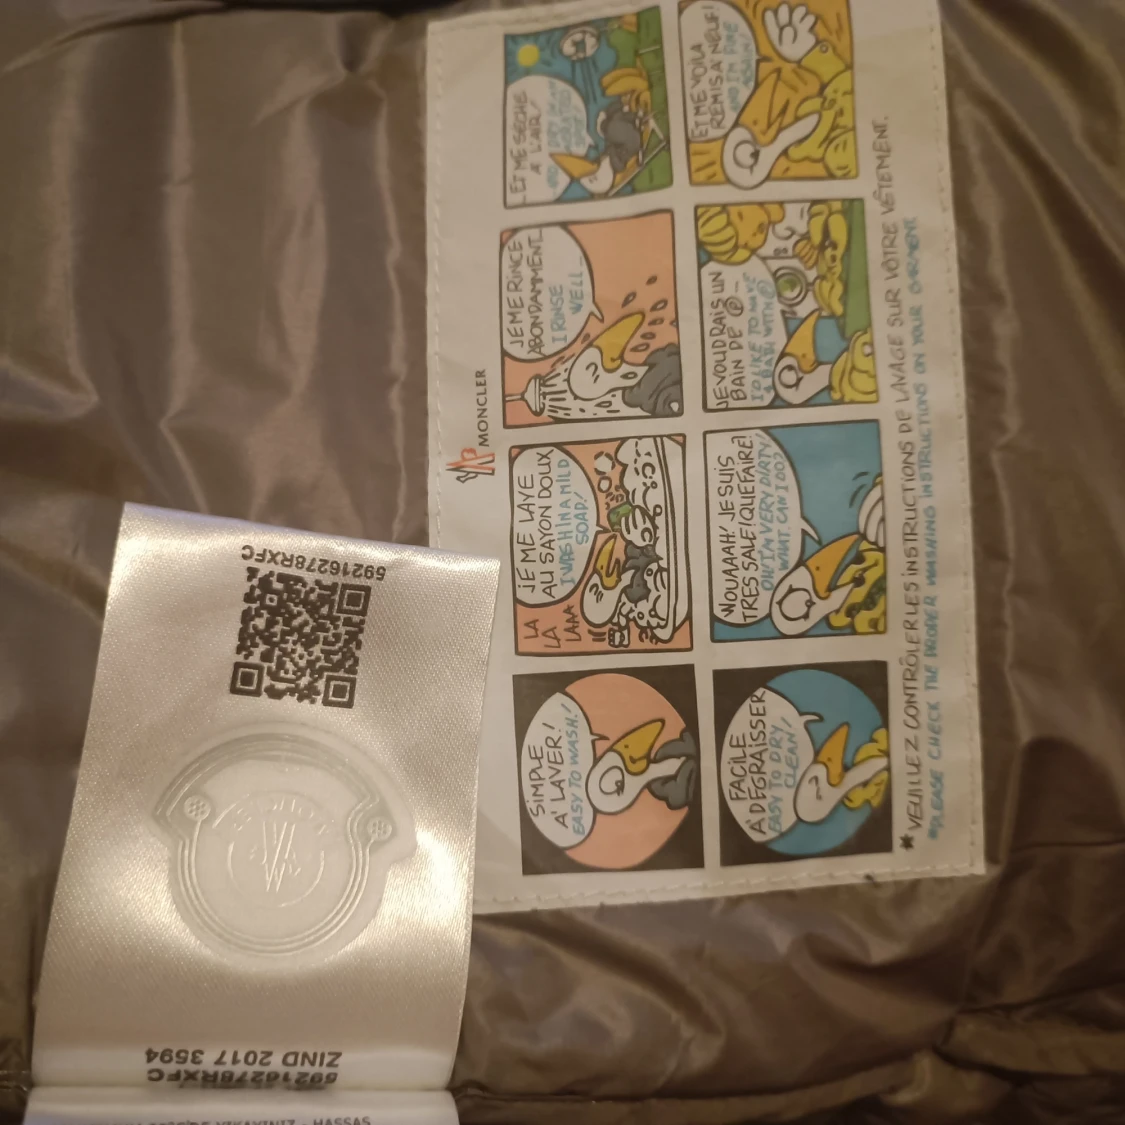 MONCLER
SIMPLE
A' LAVER!
EASY TO WASH!
LA
LA
LAAA
JE ME LAVE
AU SAVON DOUX
I WASH IN A MILD
SOAP!
JE ME RINCE
ABONDAMMENT...
I RINSE
WELL...
ET ME SECHE
A L'AIR!
FACILE
A' DEGRAISSER
EASY TO DRY
CLEAN!
WOUAAAH! JE SUIS
TRES SALE! QUE FAIRE?
OH! I'M VERY DIRTY!
WHAT CAN I DO?
JE VOUDRAIS UN
BAIN DE P...
I'D LIKE TO HAVE
A BATH WITH P...
ET ME VOILA
REMIS A' NEUF!
AND I'M FINE
AGAIN!
*VEUILLEZ CONTRÔLER LES INSTRUCTIONS DE LAVAGE SUR VÔTRE VÊTEMENT.
*PLEASE CHECK THE PROPER WASHING INSTRUCTIONS ON YOUR GARMENT
59216278RXFC
59216278RXFC
59216278RXFC
ZIND 2017 3594